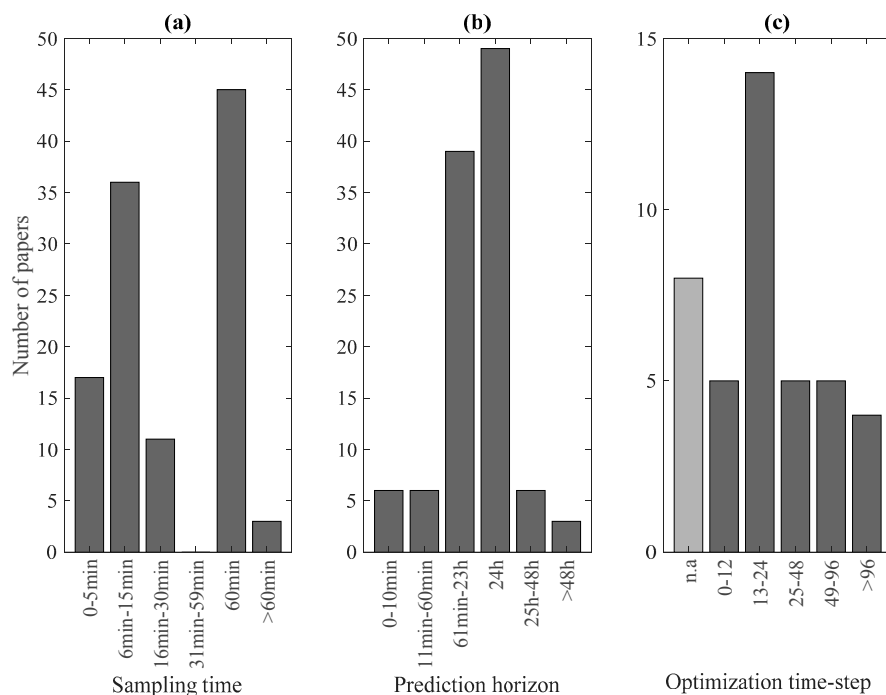 (a)
(b)
(c)
Number of papers
50
45
40
35
30
25
20
15
10
5
0
0-5min
6min-15min
16min-30min
31min-59min
60min
>60min
Sampling time
50
45
40
35
30
25
20
15
10
5
0
0-10min
11min-60min
61min-23h
24h
25h-48h
>48h
Prediction horizon
15
10
5
0
n.a
0-12
13-24
25-48
49-96
>96
Optimization time-step